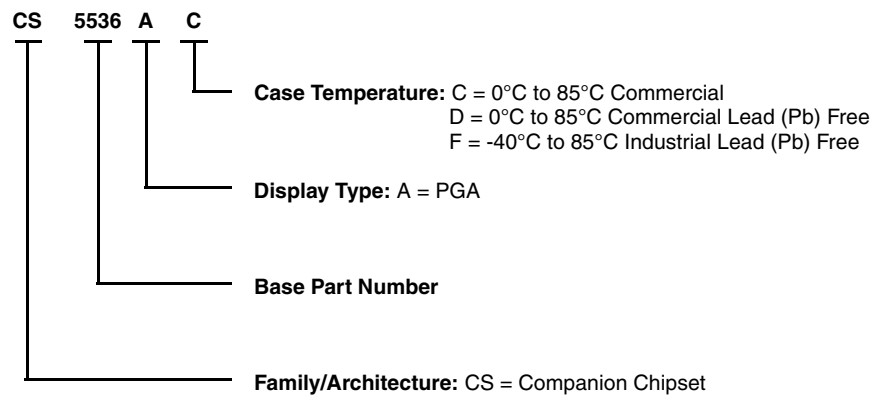 CS 5536 A C
Case Temperature: C = 0°C to 85°C Commercial
D = 0°C to 85°C Commercial Lead (Pb) Free
F = -40°C to 85°C Industrial Lead (Pb) Free
Display Type: A = PGA
Base Part Number
Family/Architecture: CS = Companion Chipset